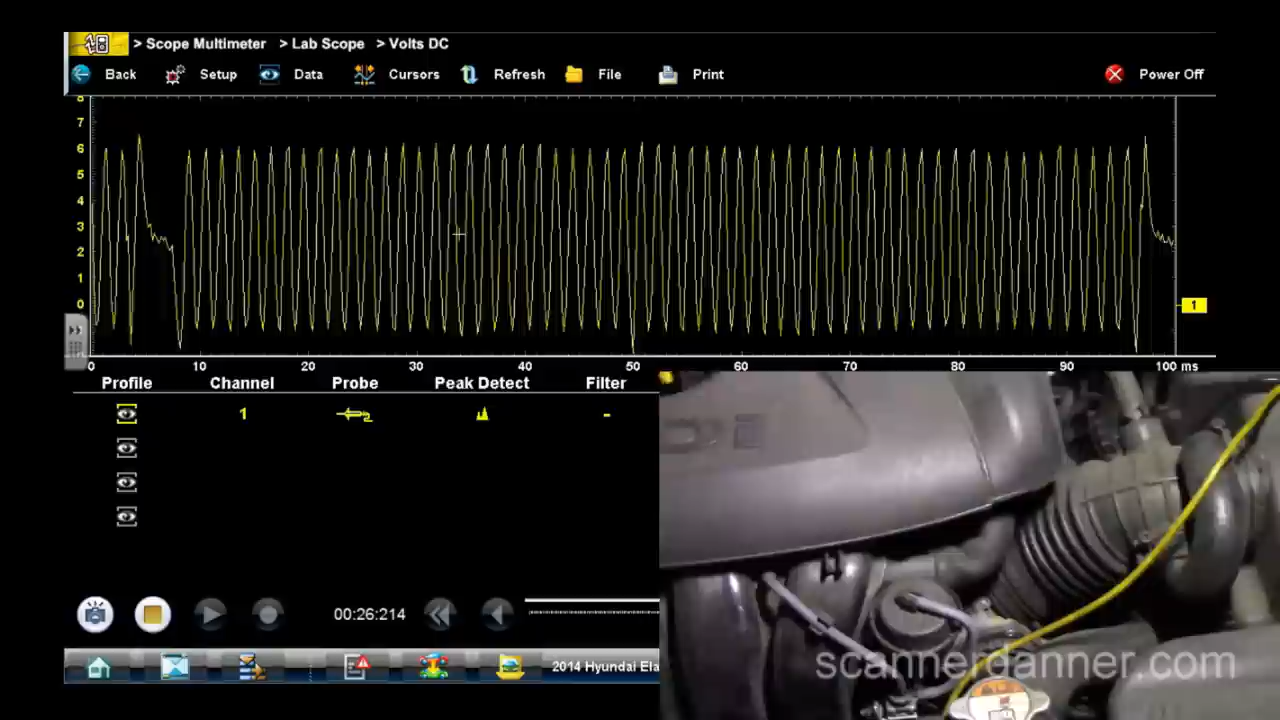 > Scope Multimeter > Lab Scope > Volts DC
Back Setup Data Cursors Refresh File Print Power Off
8
7
6
5
4
3
2
1
0
1
0 10 20 30 40 50 60 70 80 90 100 ms
Profile Channel Probe Peak Detect Filter
1 -
00:26:214
2014 Hyundai Ela
scannerdanner.com